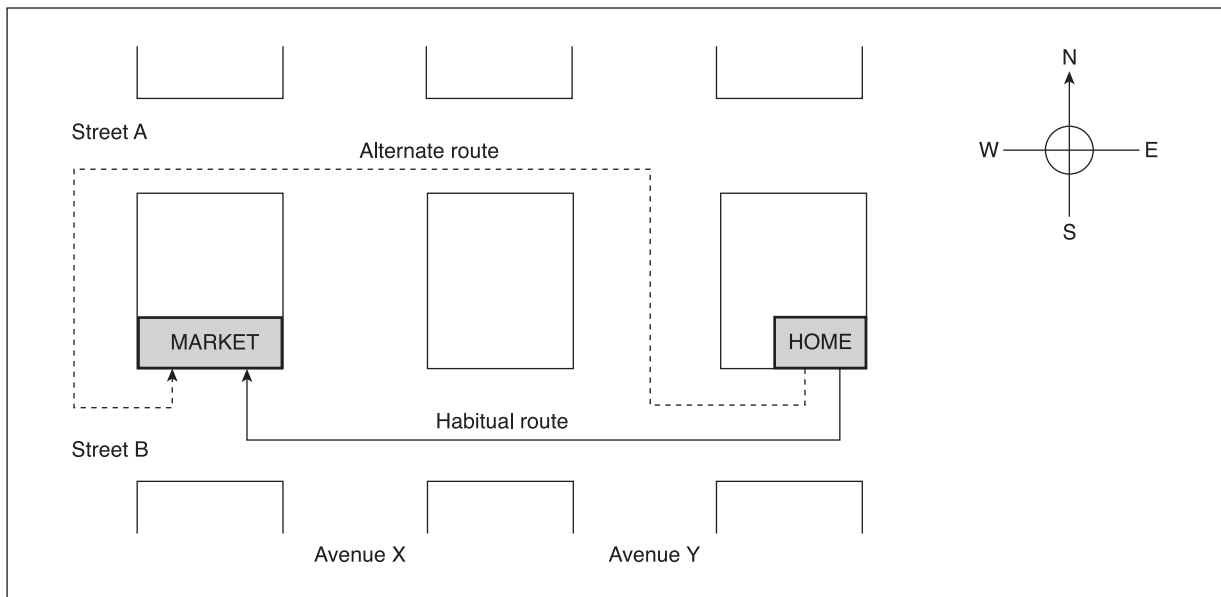 N
Street A
Alternate route
W
E
S
MARKET
HOME
Habitual route
Street B
Avenue X
Avenue Y